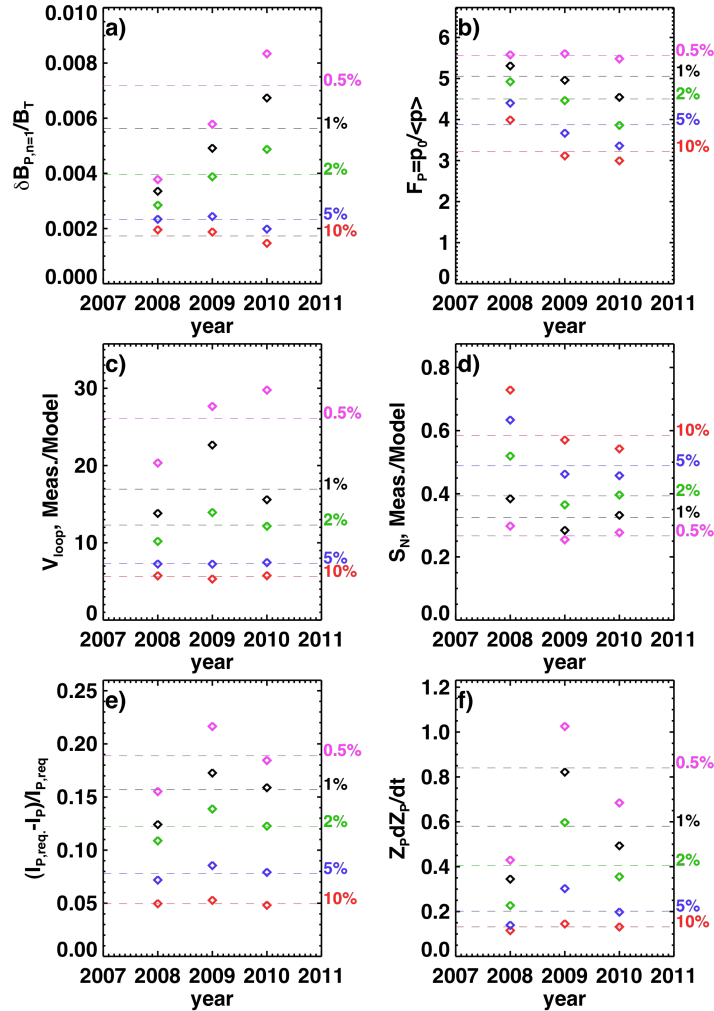 a)
0.010
0.008
0.006
0.004
0.002
0.000
δB_P,n=1/B_T
0.5%
1%
2%
5%
10%
2007 2008 2009 2010 2011
year
b)
6
5
4
3
2
1
0
F_P=p_0/<p>
0.5%
1%
2%
5%
10%
2007 2008 2009 2010 2011
year
c)
30
20
10
0
V_loop, Meas./Model
0.5%
1%
2%
5%
10%
2007 2008 2009 2010 2011
year
d)
0.8
0.6
0.4
0.2
0.0
S_N, Meas./Model
10%
5%
2%
1%
0.5%
2007 2008 2009 2010 2011
year
e)
0.25
0.20
0.15
0.10
0.05
0.00
(I_P,req.-I_P)/I_P,req
0.5%
1%
2%
5%
10%
2007 2008 2009 2010 2011
year
f)
1.2
1.0
0.8
0.6
0.4
0.2
0.0
Z_PdZ_P/dt
0.5%
1%
2%
5%
10%
2007 2008 2009 2010 2011
year